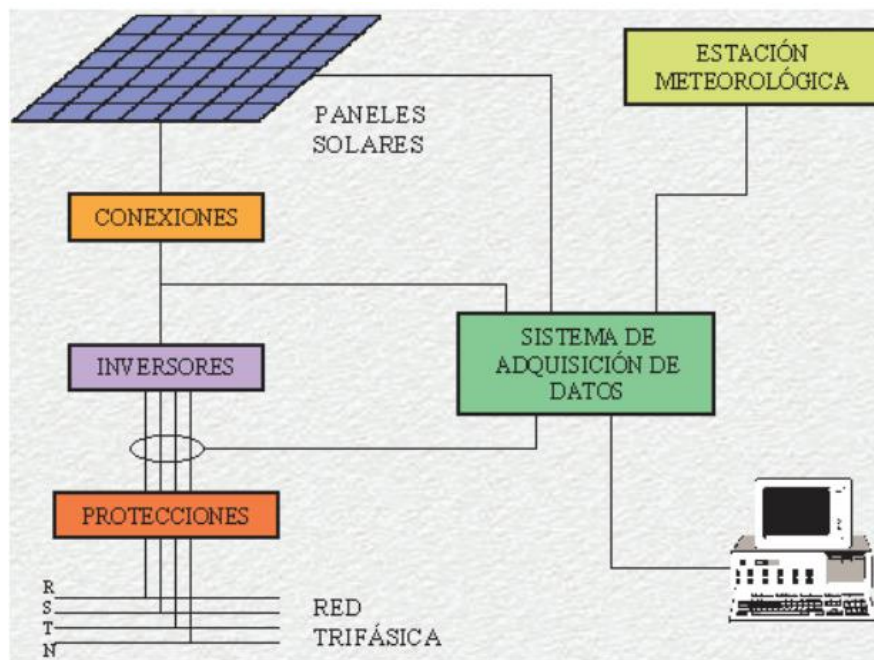 ESTACIÓN
METEOROLÓGICA
PANELES
SOLARES
CONEXIONES
SISTEMA DE
ADQUISICIÓN DE
DATOS
INVERSORES
PROTECCIONES
R
S
T
N
RED
TRIFÁSICA